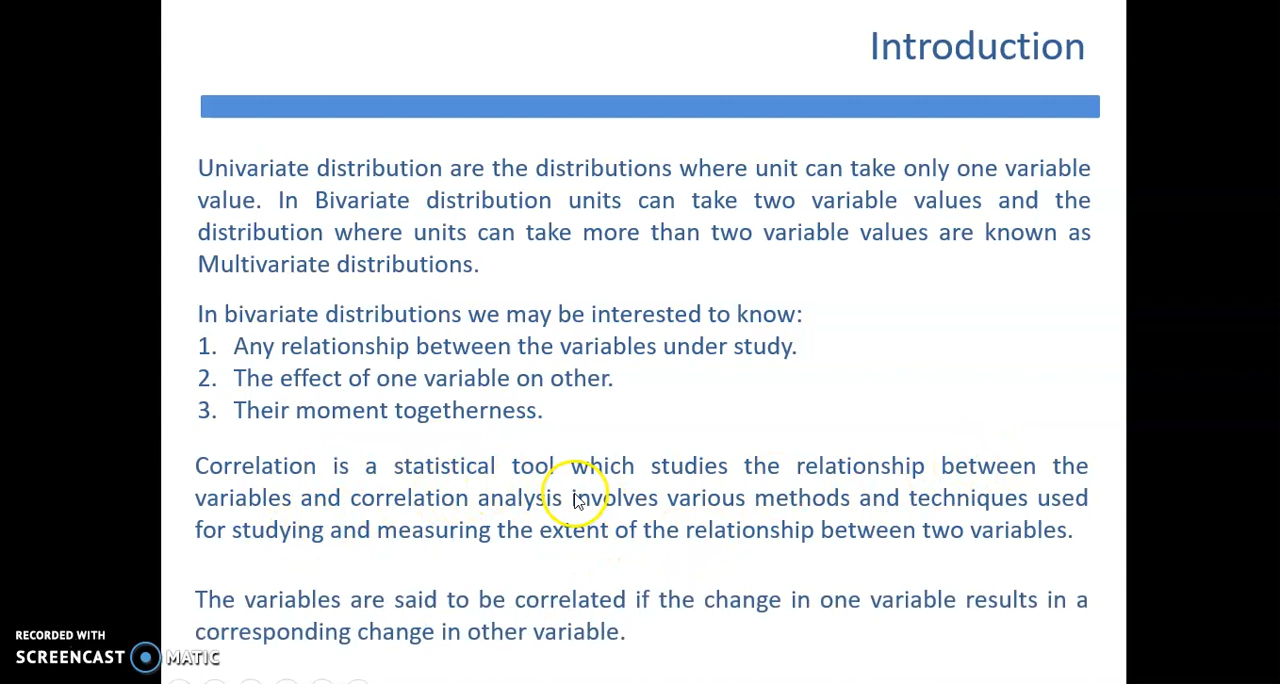 Introduction
Univariate distribution are the distributions where unit can take only one variable
value. In Bivariate distribution units can take two variable values and the
distribution where units can take more than two variable values are known as
Multivariate distributions.
In bivariate distributions we may be interested to know:
1. Any relationship between the variables under study.
2. The effect of one variable on other.
3. Their moment togetherness.
Correlation is a statistical tool which studies the relationship between the
variables and correlation analysis involves various methods and techniques used
for studying and measuring the extent of the relationship between two variables.
The variables are said to be correlated if the change in one variable results in a
corresponding change in other variable.
RECORDED WITH
SCREENCAST MATIC